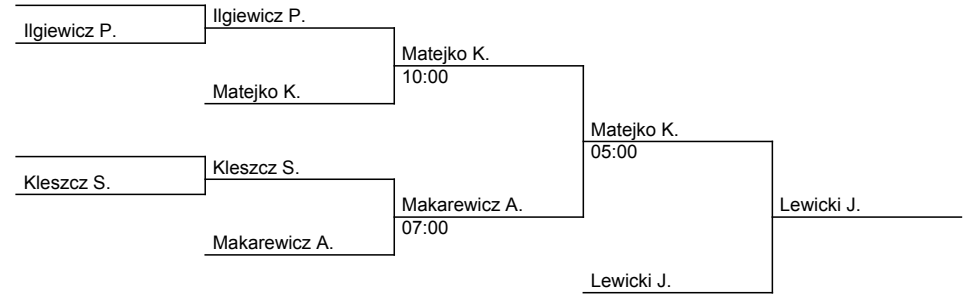 Ilgiewicz P.
Ilgiewicz P.
Matejko K.
10:00
Matejko K.
Matejko K.
05:00
Kleszcz S.
Kleszcz S.
Makarewicz A.
07:00
Makarewicz A.
Lewicki J.
Lewicki J.